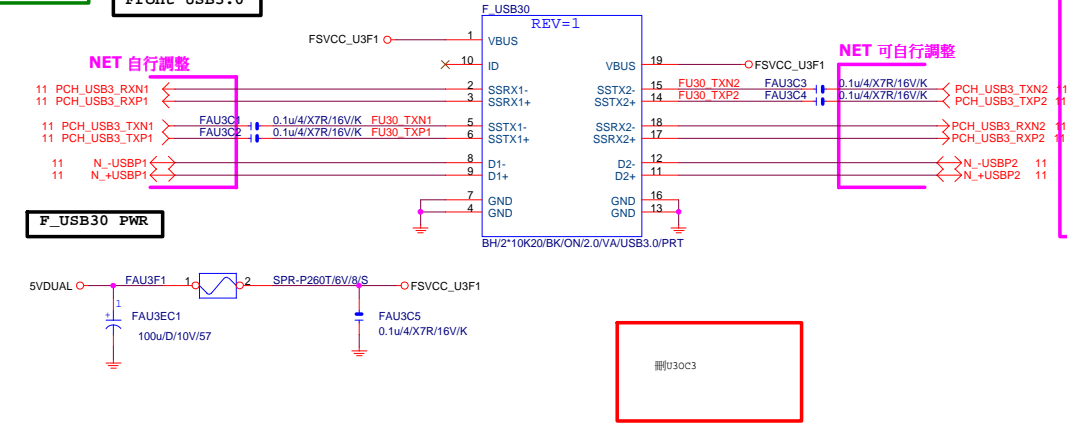 Front USB3.0
F_USB30
REV=1
FSVCC_U3F1
1
VBUS
NET 自行調整
10
ID
VBUS
19
FSVCC_U3F1
NET 可自行調整
11 PCH_USB3_RXN1
2
SSRX1-
SSTX2-
15
FU30_TXN2
FAU3C3
0.1u/4/X7R/16V/K
PCH_USB3_TXN2 11
11 PCH_USB3_RXP1
3
SSRX1+
SSTX2+
14
FU30_TXP2
FAU3C4
0.1u/4/X7R/16V/K
PCH_USB3_TXP2 11
11 PCH_USB3_TXN1
FAU3C1
0.1u/4/X7R/16V/K
FU30_TXN1
5
SSTX1-
SSRX2-
18
PCH_USB3_RXN2 11
11 PCH_USB3_TXP1
FAU3C2
0.1u/4/X7R/16V/K
FU30_TXP1
6
SSTX1+
SSRX2+
17
PCH_USB3_RXP2 11
11 N_-USBP1
8
D1-
D2-
12
N_-USBP2 11
11 N_+USBP1
9
D1+
D2+
11
N_+USBP2 11
7
GND
GND
16
4
GND
GND
13
BH/2*10K20/BK/ON/2.0/VA/USB3.0/PRT
F_USB30 PWR
5VDUAL
FAU3F1
1
2
SPR-P260T/6V/8/S
FSVCC_U3F1
1
+
FAU3EC1
100u/D/10V/57
FAU3C5
0.1u/4/X7R/16V/K
刪U3OC3